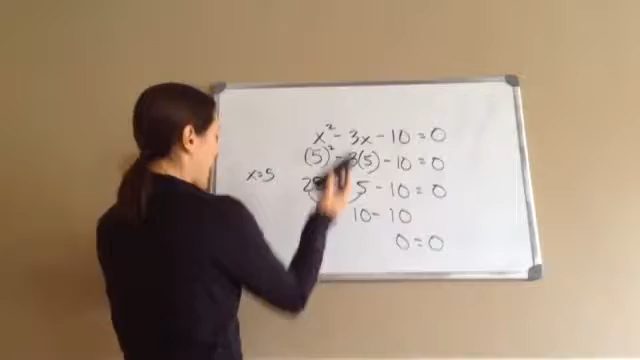 x² - 3x - 10 = 0
(5)² - 3(5) - 10 = 0
x=5
5 - 10 = 0
10 - 10
0 = 0